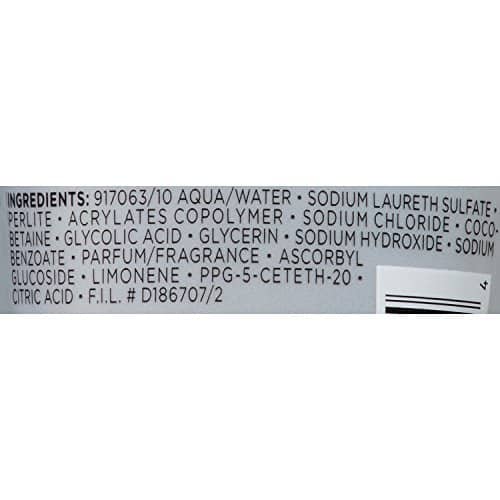 INGREDIENTS: 917063/10 AQUA/WATER • SODIUM LAURETH SULFATE •
PERLITE • ACRYLATES COPOLYMER • SODIUM CHLORIDE • COCO-
BETAINE • GLYCOLIC ACID • GLYCERIN • SODIUM HYDROXIDE • SODIUM
BENZOATE • PARFUM/FRAGRANCE • ASCORBYL
GLUCOSIDE • LIMONENE • PPG-5-CETETH-20 •
CITRIC ACID • F.I.L. # D186707/2
4